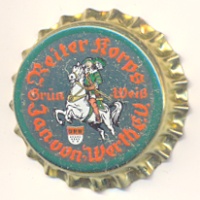 Reiter Korps
Grün Weiß
Jan von Werth